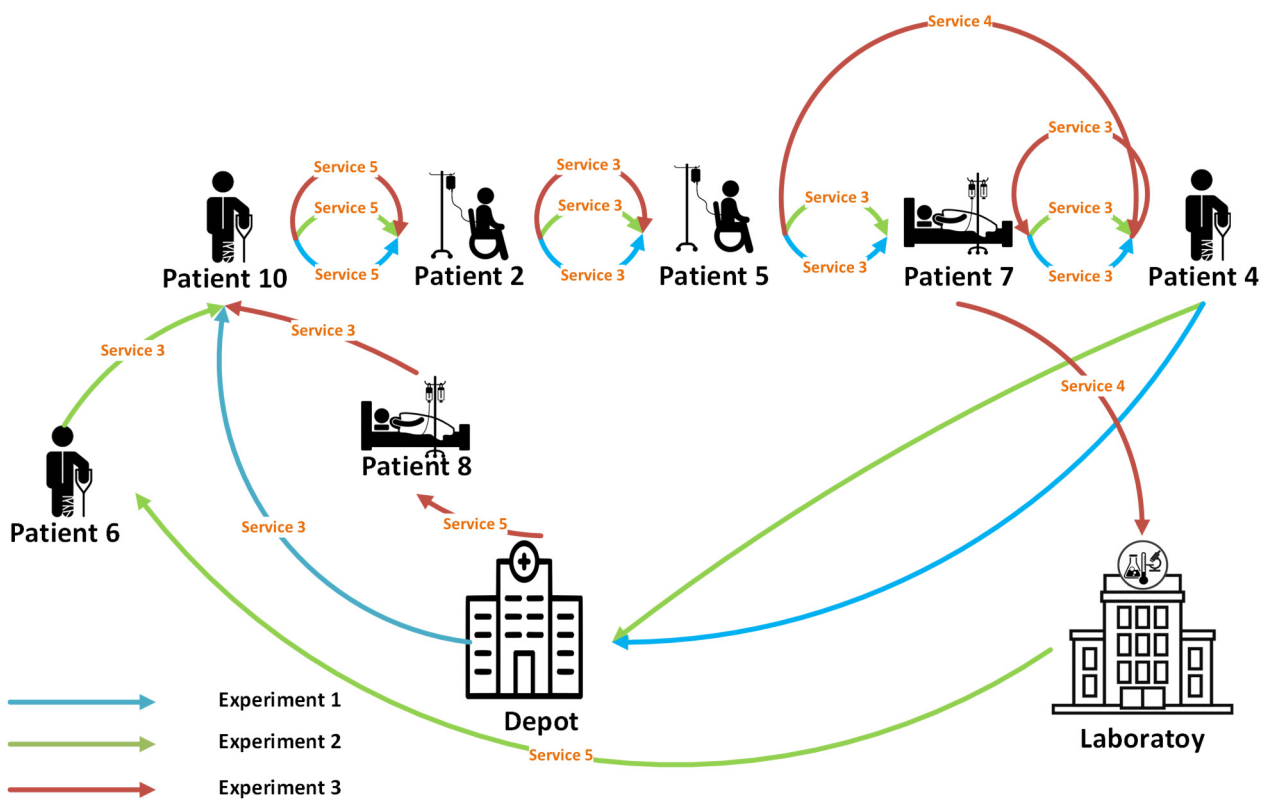 Service 4
Service 3
Service 5
Service 3
Service 5
Service 3
Service 3
Service 3
Service 5
Service 3
Service 3
Service 3
Patient 10
Patient 2
Patient 5
Patient 7
Patient 4
Service 3
Service 3
Service 4
Patient 8
Service 5
Service 3
Patient 6
Experiment 1
Depot
Experiment 2
Laboratoy
Service 5
Experiment 3